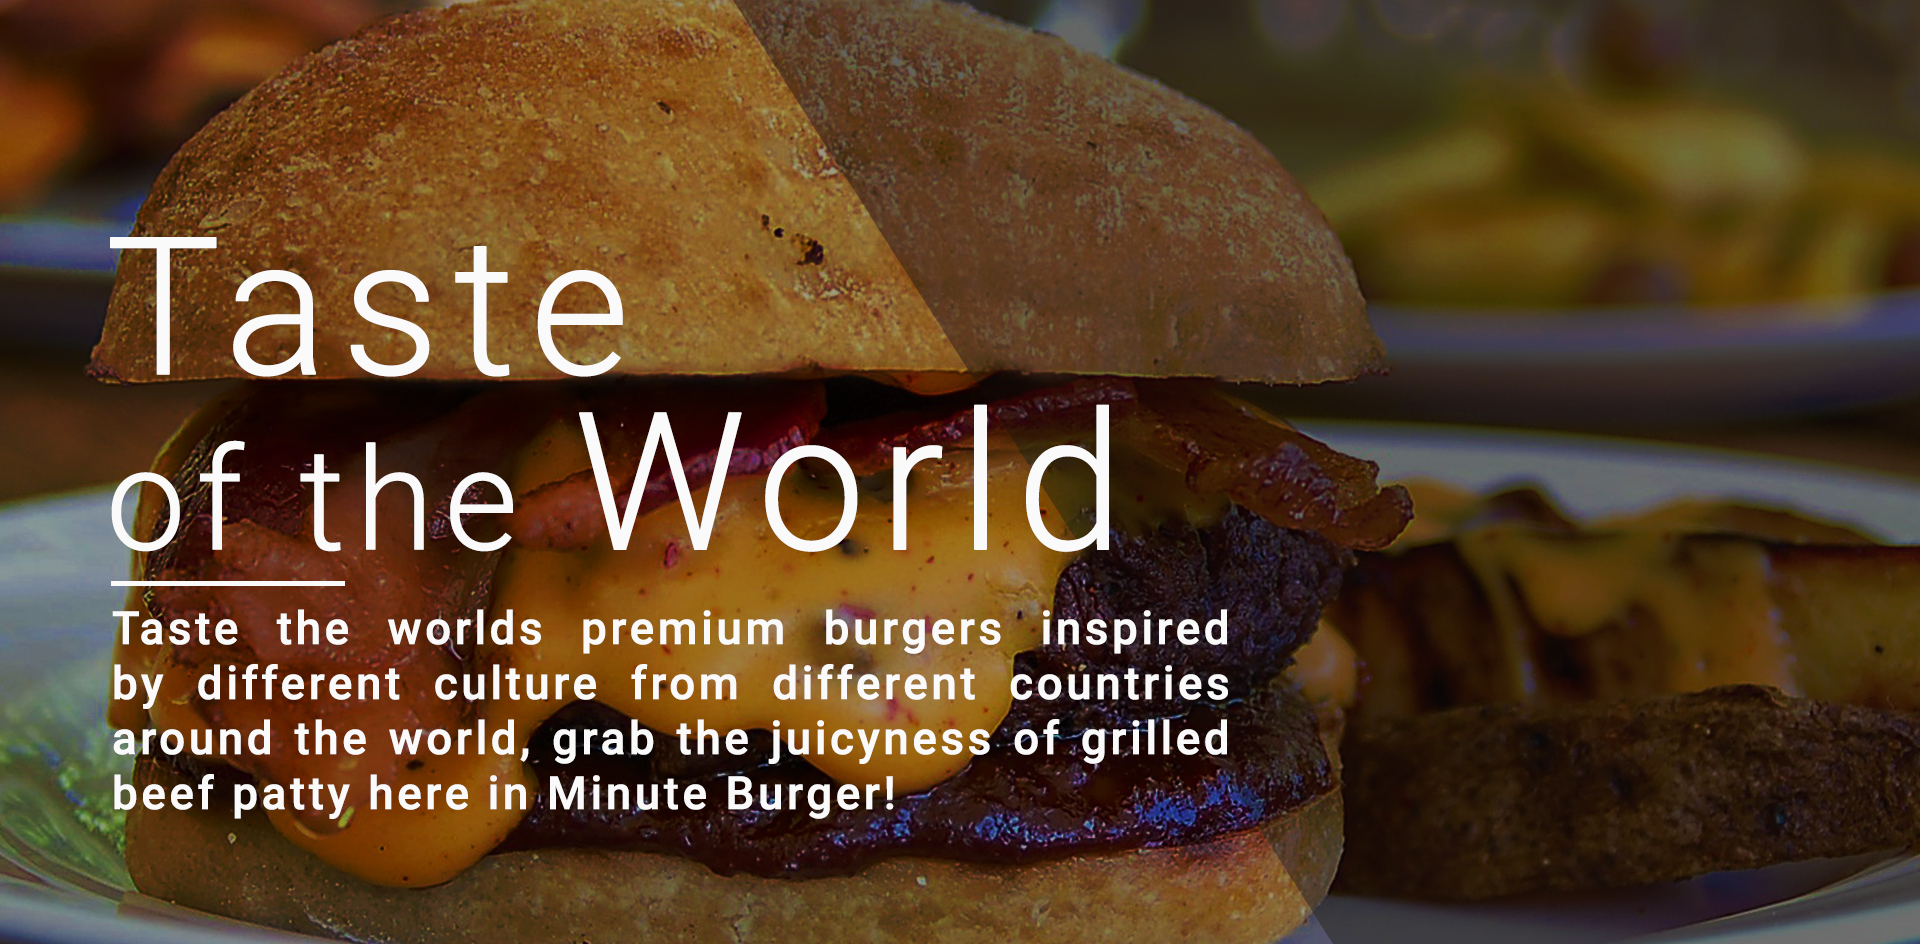 Taste
of the World
Taste the worlds premium burgers inspired
by different culture from different countries
around the world, grab the juicyness of grilled
beef patty here in Minute Burger!